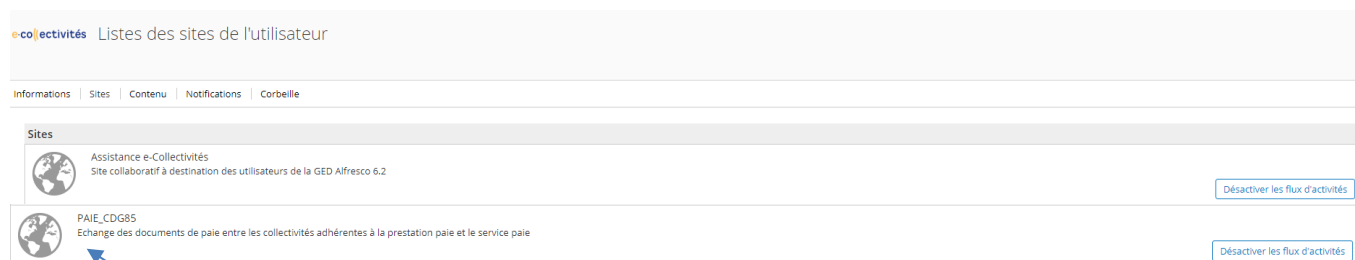 e-collectivités Listes des sites de l'utilisateur
Informations Sites Contenu Notifications Corbeille
Sites
Assistance e-Collectivités
Site collaboratif à destination des utilisateurs de la GED Alfresco 6.2
Désactiver les flux d'activités
PAIE_CDG85
Echange des documents de paie entre les collectivités adhérentes à la prestation paie et le service paie
Désactiver les flux d'activités